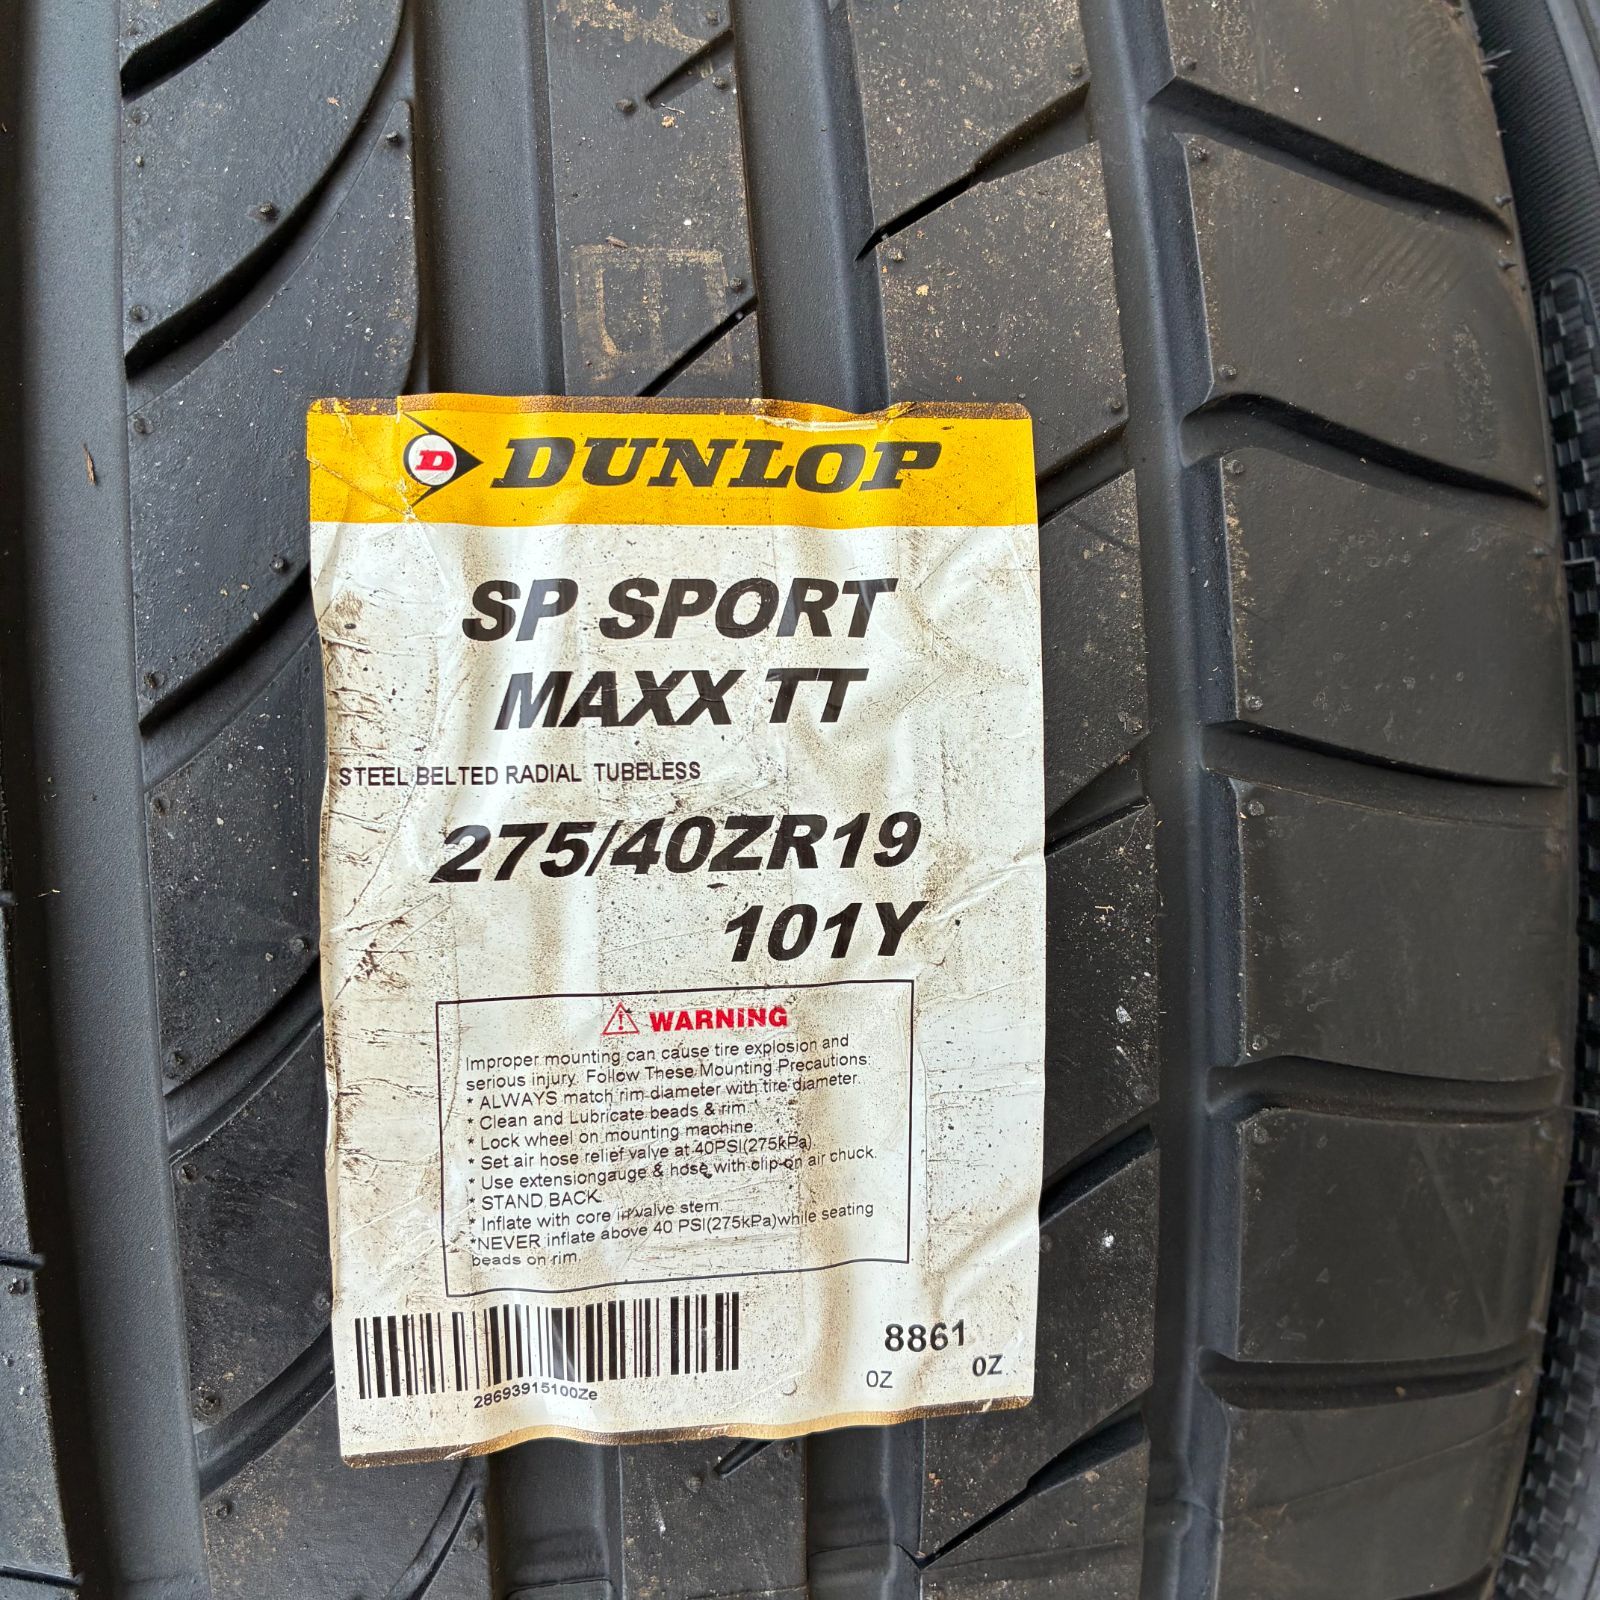 D DUNLOP
SP SPORT
MAXX TT
STEEL BELTED RADIAL TUBELESS
275/40ZR19
101Y
WARNING
Improper mounting can cause tire explosion and
serious injury. Follow These Mounting Precautions:
* ALWAYS match rim diameter with tire diameter.
* Clean and Lubricate beads & rim.
* Lock wheel on mounting machine.
* Set air hose relief valve at 40PSI(275kPa).
* Use extensiongauge & hose with clip-on air chuck.
* STAND BACK.
* Inflate with core in valve stem.
*NEVER inflate above 40 PSI(275kPa)while seating
beads on rim.
28693915100Ze
8861
0Z 0Z